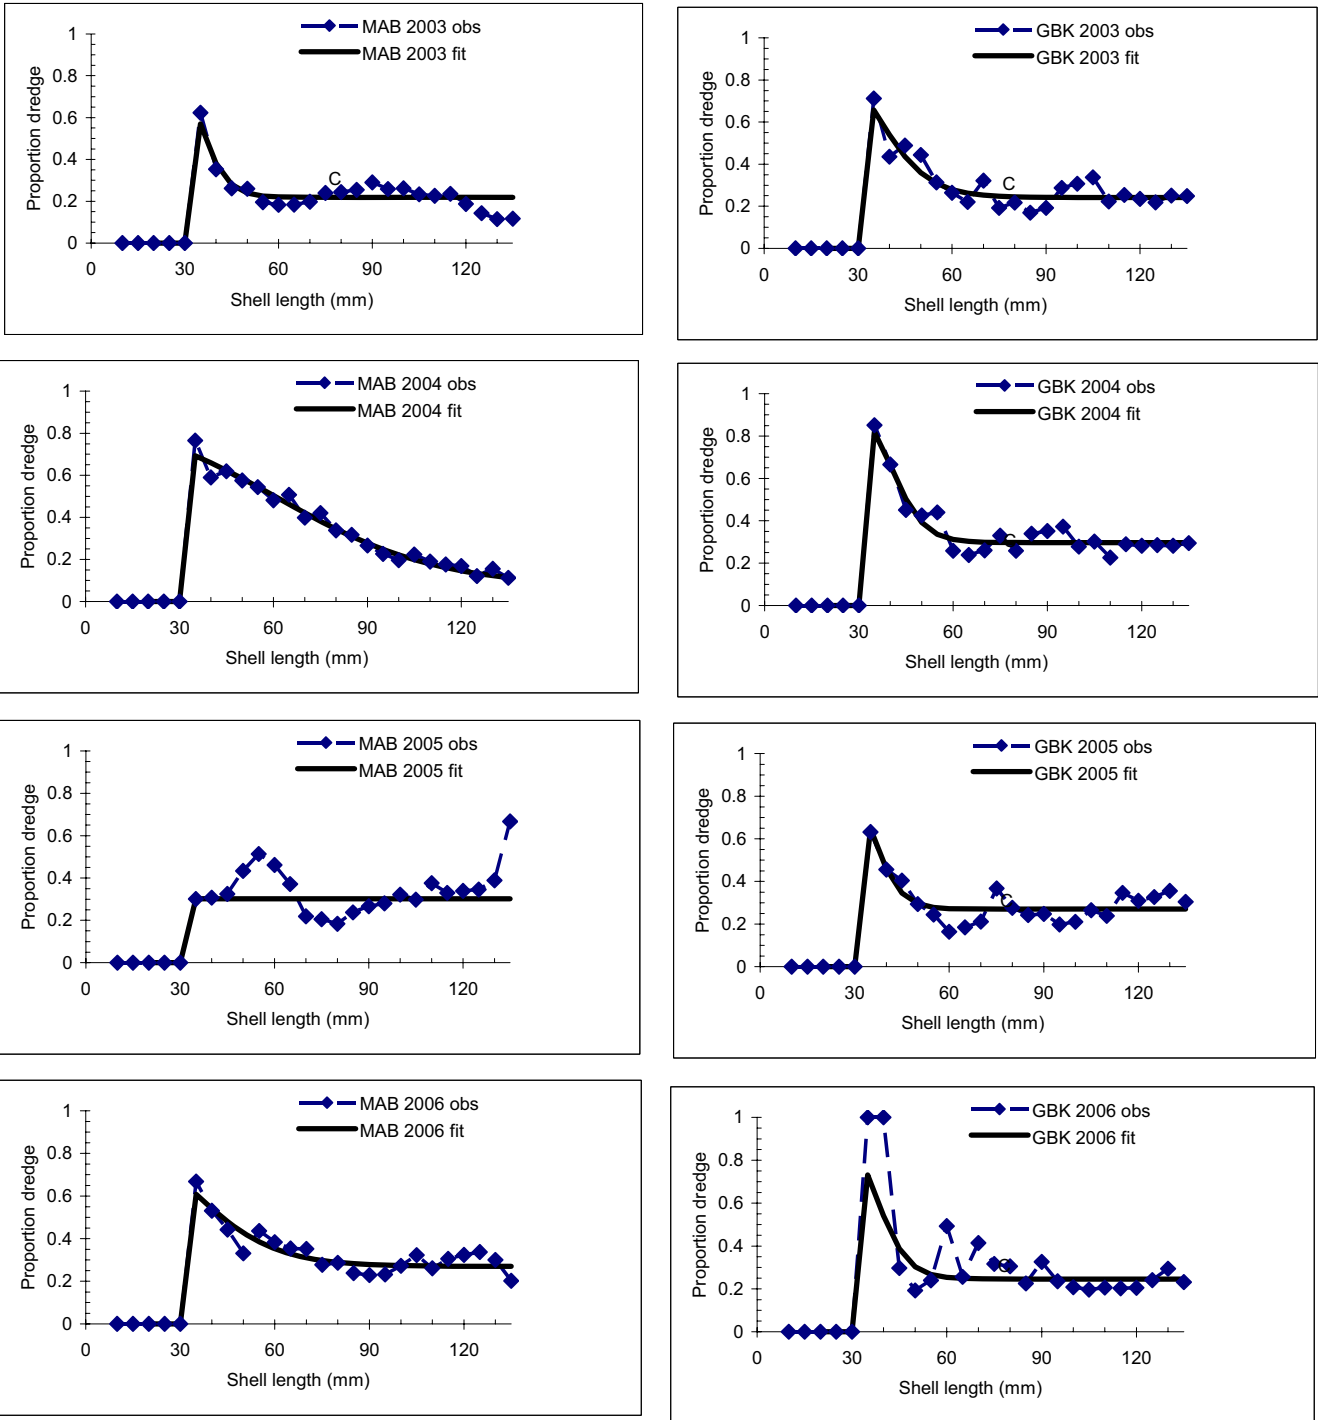 MAB 2003 obs
MAB 2003 fit
1
0.8
0.6
0.4
0.2
0
C
0 30 60 90 120
Shell length (mm)
Proportion dredge
GBK 2003 obs
GBK 2003 fit
1
0.8
0.6
0.4
0.2
0
C
0 30 60 90 120
Shell length (mm)
Proportion dredge
MAB 2004 obs
MAB 2004 fit
1
0.8
0.6
0.4
0.2
0
0 30 60 90 120
Shell length (mm)
Proportion dredge
GBK 2004 obs
GBK 2004 fit
1
0.8
0.6
0.4
0.2
0
C
0 30 60 90 120
Shell length (mm)
Proportion dredge
MAB 2005 obs
MAB 2005 fit
1
0.8
0.6
0.4
0.2
0
0 30 60 90 120
Shell length (mm)
Proportion dredge
GBK 2005 obs
GBK 2005 fit
1
0.8
0.6
0.4
0.2
0
C
0 30 60 90 120
Shell length (mm)
Proportion dredge
MAB 2006 obs
MAB 2006 fit
1
0.8
0.6
0.4
0.2
0
0 30 60 90 120
Shell length (mm)
Proportion dredge
GBK 2006 obs
GBK 2006 fit
1
0.8
0.6
0.4
0.2
0
C
0 30 60 90 120
Shell length (mm)
Proportion dredge